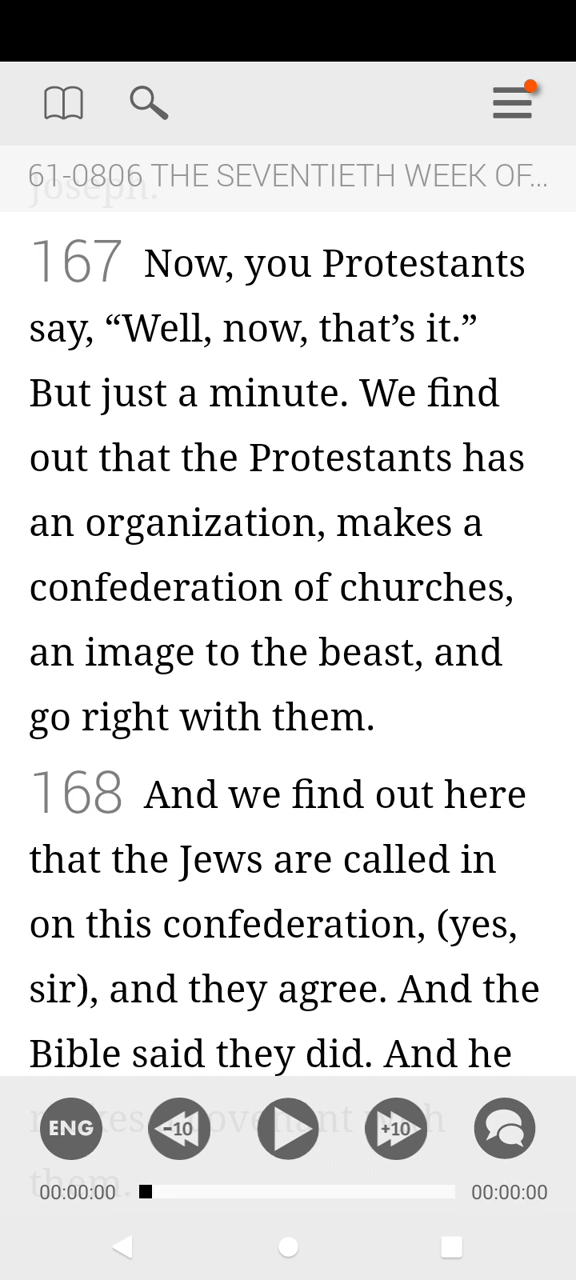 Joseph.
61-0806 THE SEVENTIETH WEEK OF...
167 Now, you Protestants
say, “Well, now, that’s it.”
But just a minute. We find
out that the Protestants has
an organization, makes a
confederation of churches,
an image to the beast, and
go right with them.
168 And we find out here
that the Jews are called in
on this confederation, (yes,
sir), and they agree. And the
Bible said they did. And he
ENG -10 +10
them.
00:00:00 00:00:00